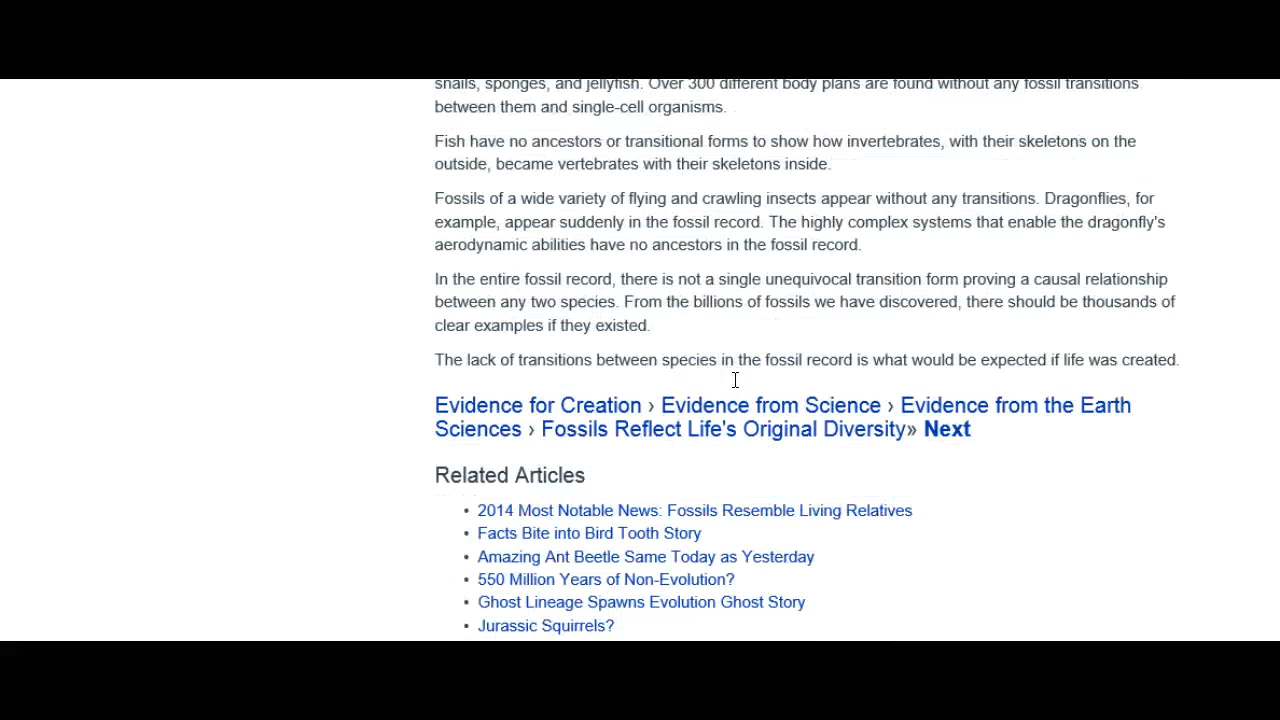 snails, sponges, and jellyfish. Over 300 different body plans are found without any fossil transitions
between them and single-cell organisms.
Fish have no ancestors or transitional forms to show how invertebrates, with their skeletons on the
outside, became vertebrates with their skeletons inside.
Fossils of a wide variety of flying and crawling insects appear without any transitions. Dragonflies, for
example, appear suddenly in the fossil record. The highly complex systems that enable the dragonfly's
aerodynamic abilities have no ancestors in the fossil record.
In the entire fossil record, there is not a single unequivocal transition form proving a causal relationship
between any two species. From the billions of fossils we have discovered, there should be thousands of
clear examples if they existed.
The lack of transitions between species in the fossil record is what would be expected if life was created.
Evidence for Creation › Evidence from Science › Evidence from the Earth
Sciences › Fossils Reflect Life's Original Diversity» Next
Related Articles
• 2014 Most Notable News: Fossils Resemble Living Relatives
• Facts Bite into Bird Tooth Story
• Amazing Ant Beetle Same Today as Yesterday
• 550 Million Years of Non-Evolution?
• Ghost Lineage Spawns Evolution Ghost Story
• Jurassic Squirrels?